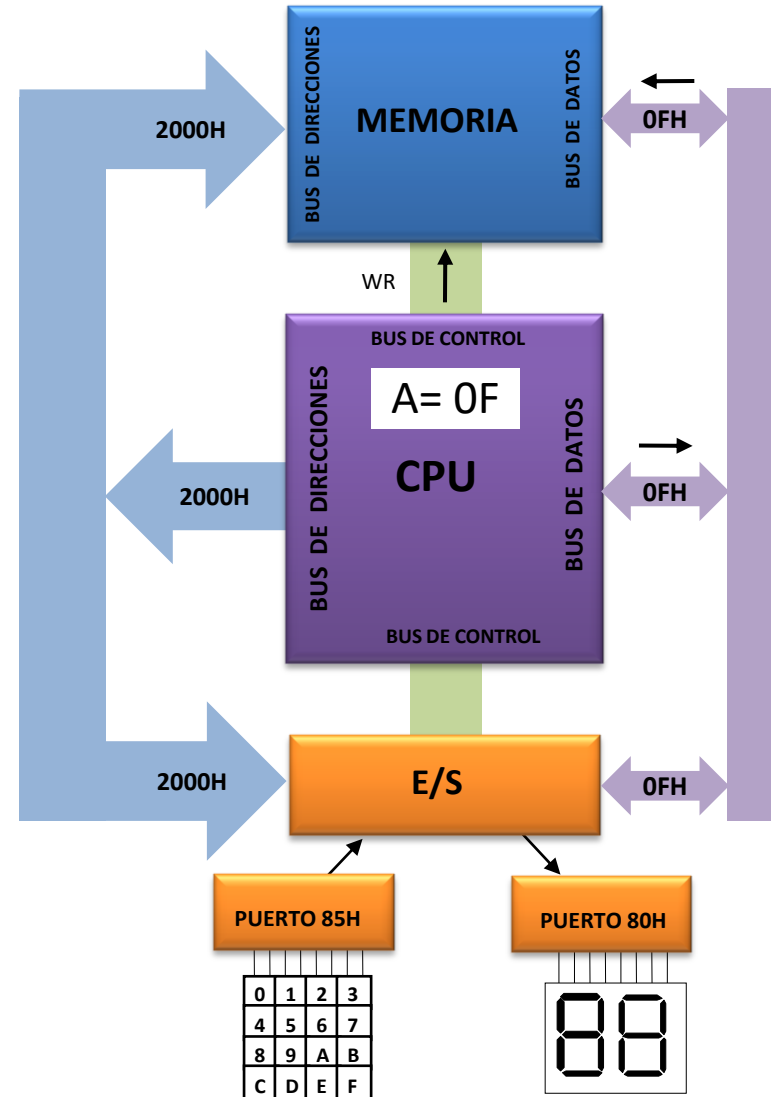 BUS DE DIRECCIONES
MEMORIA
BUS DE DATOS
2000H
0FH
WR
BUS DE CONTROL
BUS DE DIRECCIONES
A= 0F
CPU
BUS DE DATOS
2000H
0FH
BUS DE CONTROL
2000H
E/S
0FH
PUERTO 85H
PUERTO 80H
0 1 2 3
4 5 6 7
8 9 A B
C D E F
88